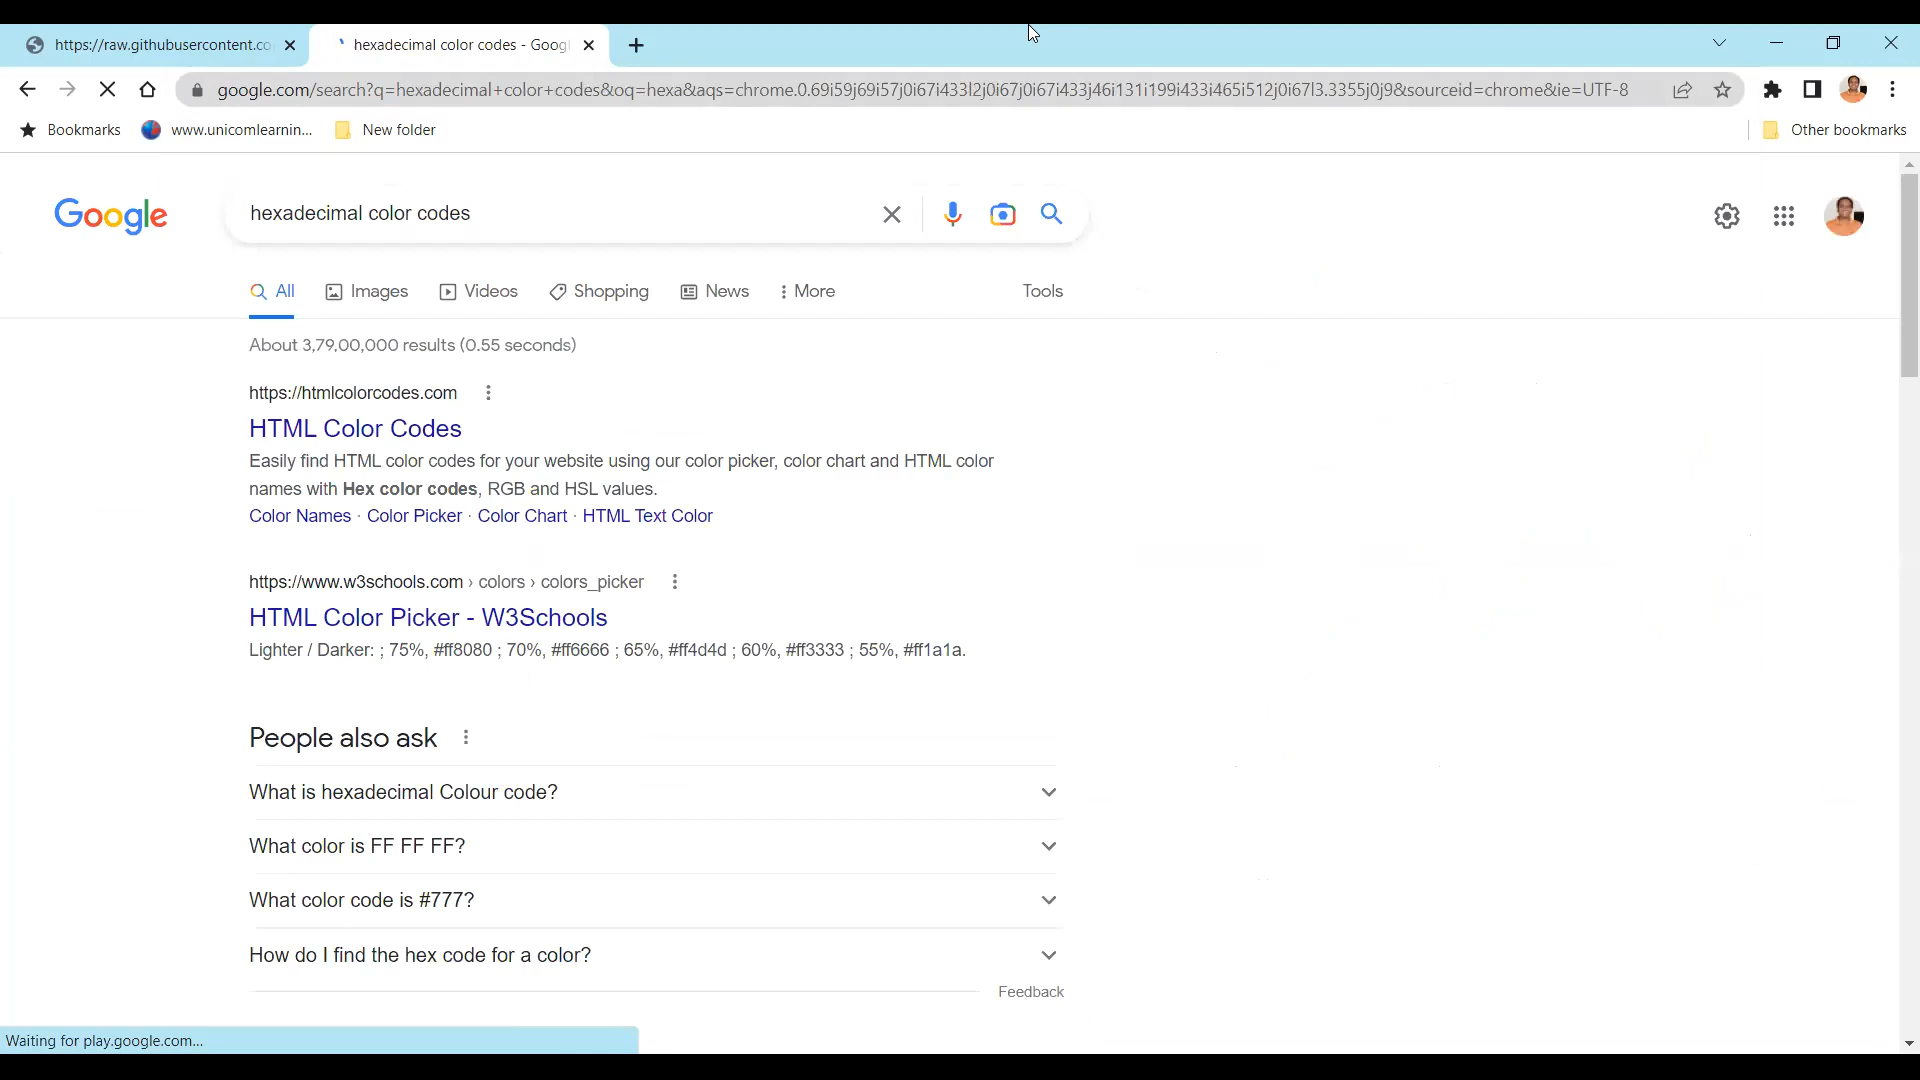 https://raw.githubusercontent.co
hexadecimal color codes - Goog
google.com/search?q=hexadecimal+color+codes&oq=hexa&aqs=chrome.0.69i59j69i57j0i67i433l2j0i67j0i67i433j46i131i199i433i465i512j0i67l3.3355j0j9&sourceid=chrome&ie=UTF-8
Bookmarks
www.unicomlearnin...
New folder
Other bookmarks
Google
hexadecimal color codes
All
Images
Videos
Shopping
News
More
Tools
About 3,79,00,000 results (0.55 seconds)
https://htmlcolorcodes.com
HTML Color Codes
Easily find HTML color codes for your website using our color picker, color chart and HTML color
names with Hex color codes, RGB and HSL values.
Color Names · Color Picker · Color Chart · HTML Text Color
https://www.w3schools.com › colors › colors_picker
HTML Color Picker - W3Schools
Lighter / Darker: ; 75%, #ff8080 ; 70%, #ff6666 ; 65%, #ff4d4d ; 60%, #ff3333 ; 55%, #ff1a1a.
People also ask
What is hexadecimal Colour code?
What color is FF FF FF?
What color code is #777?
How do I find the hex code for a color?
Feedback
Waiting for play.google.com...